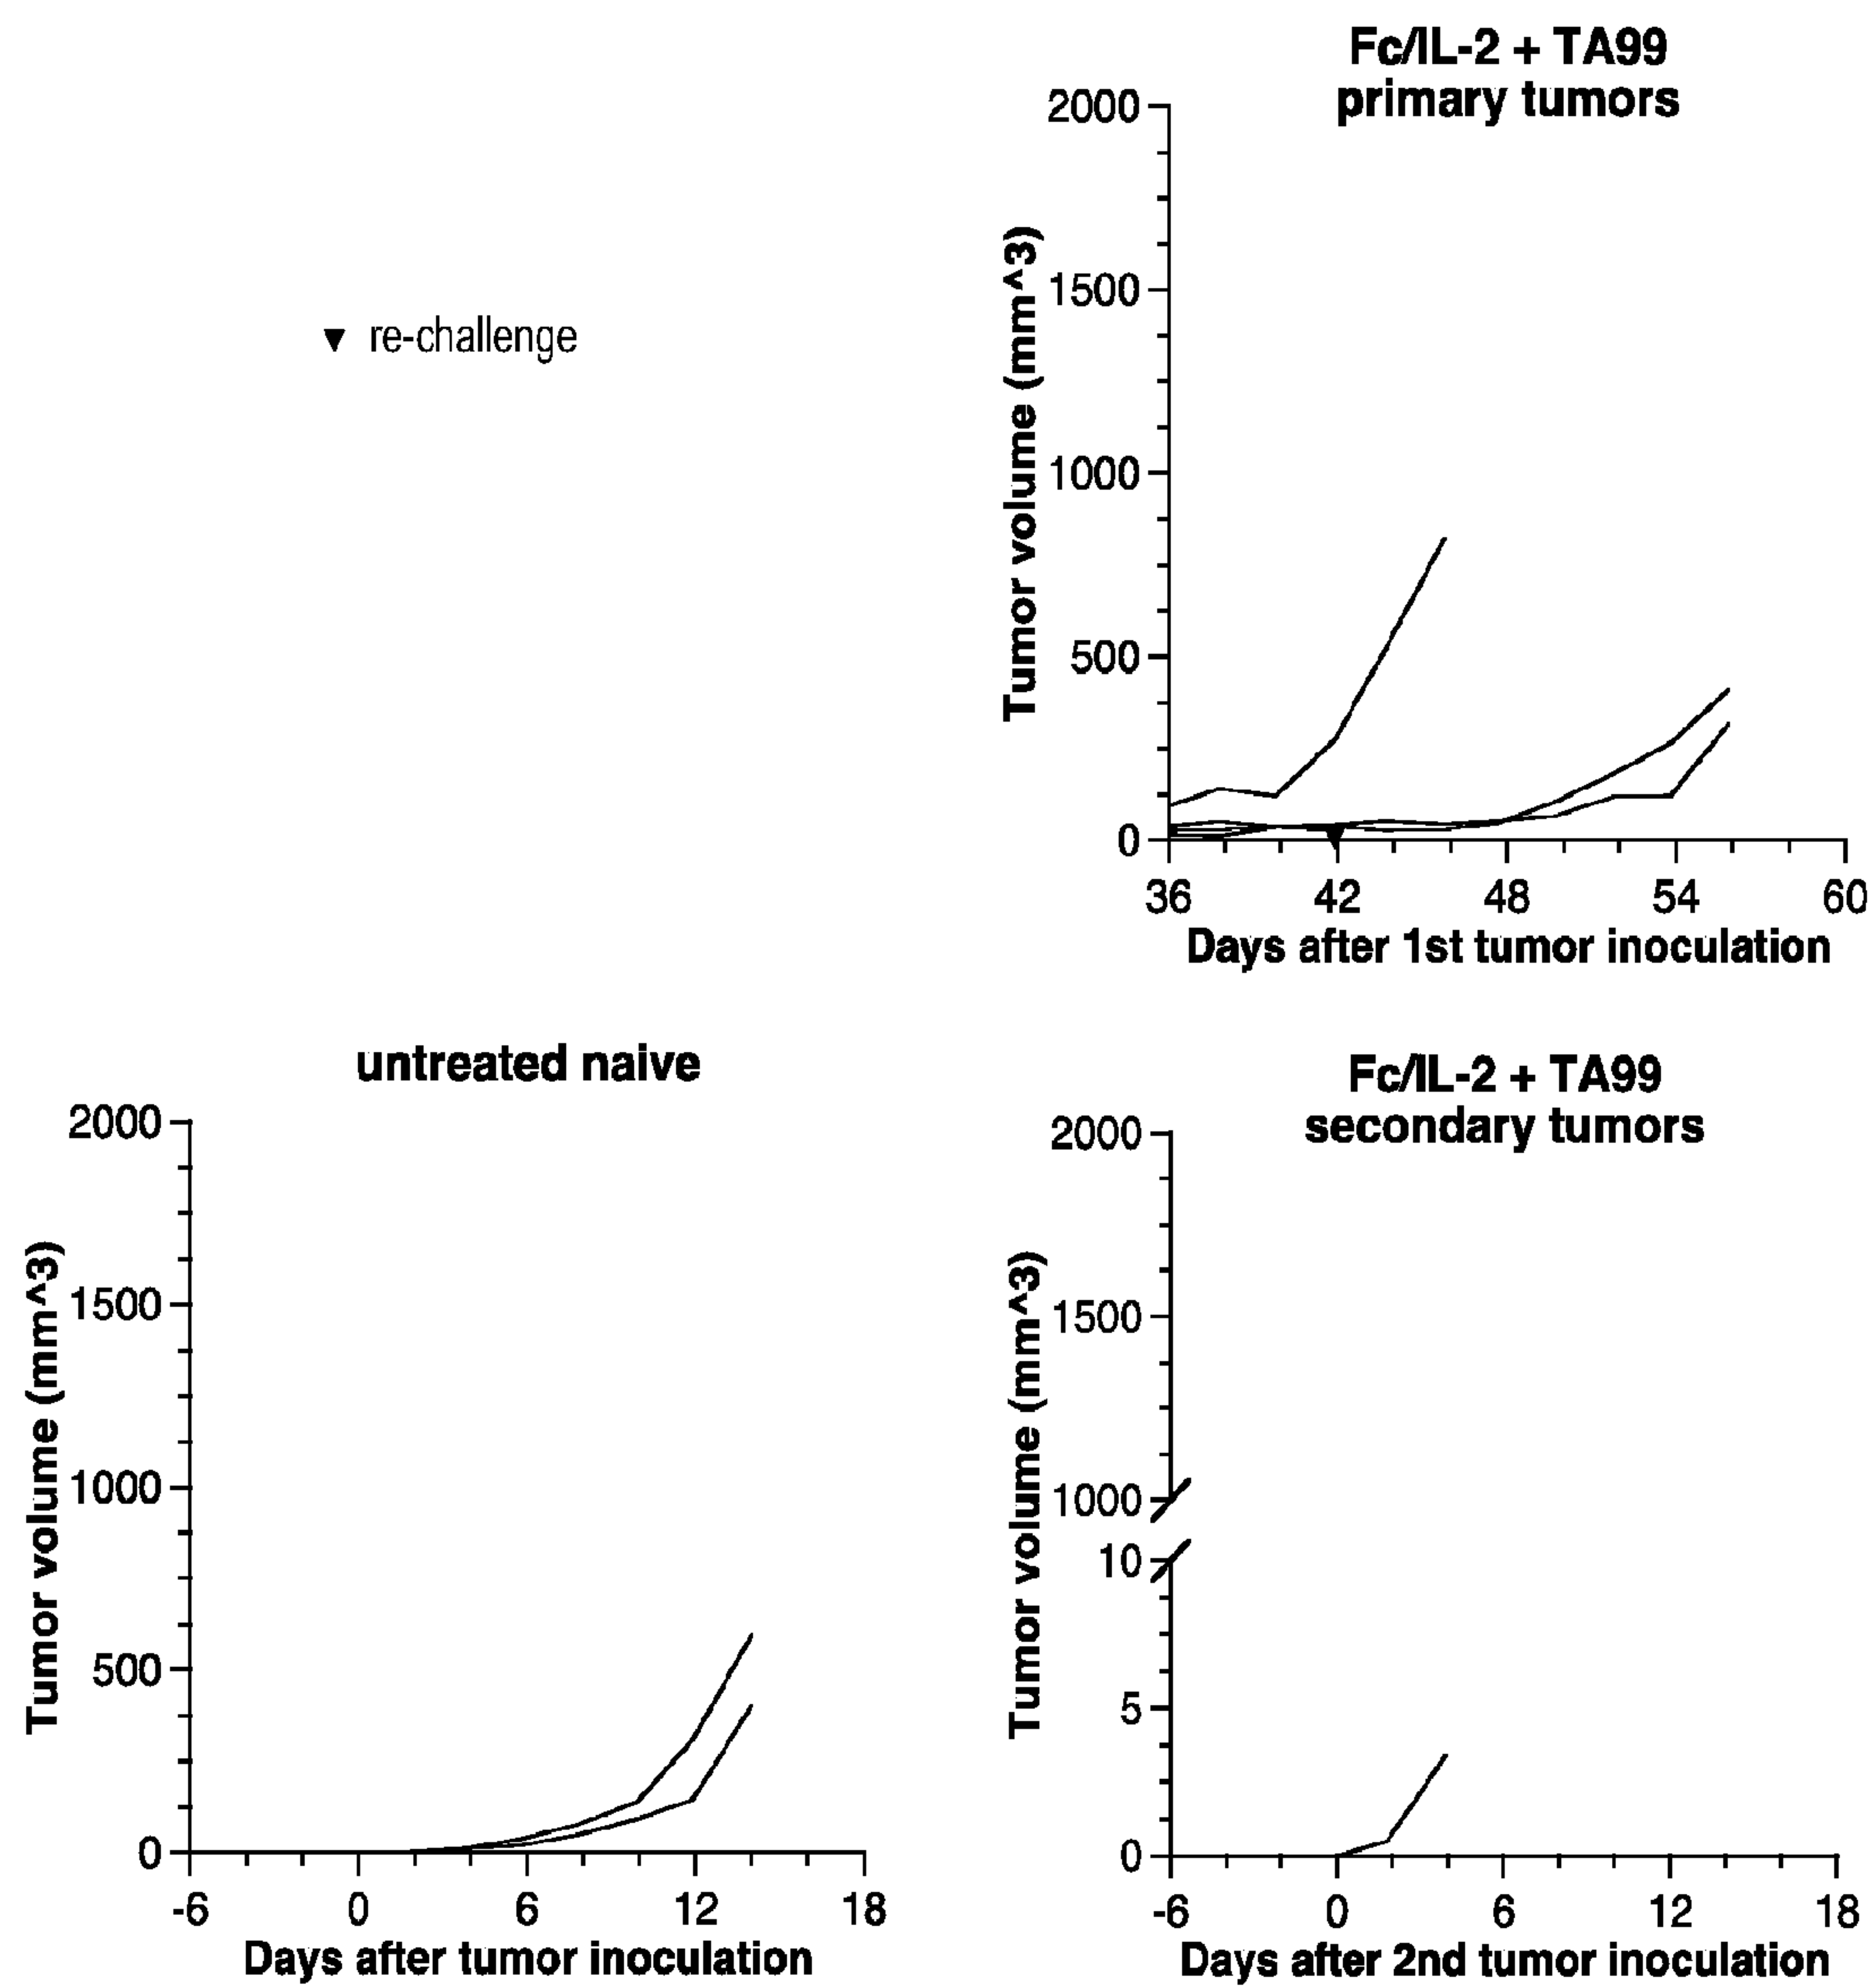 Fc/IL-2 + TA99
primary tumors
▼ re-challenge
Tumor volume (mm^3)
2000
1500
1000
500
0
36 42 48 54 60
Days after 1st tumor inoculation
untreated naive
Tumor volume (mm^3)
2000
1500
1000
500
0
-6 0 6 12 18
Days after tumor inoculation
Fc/IL-2 + TA99
secondary tumors
Tumor volume (mm^3)
2000
1500
1000
10
5
0
-6 0 6 12 18
Days after 2nd tumor inoculation